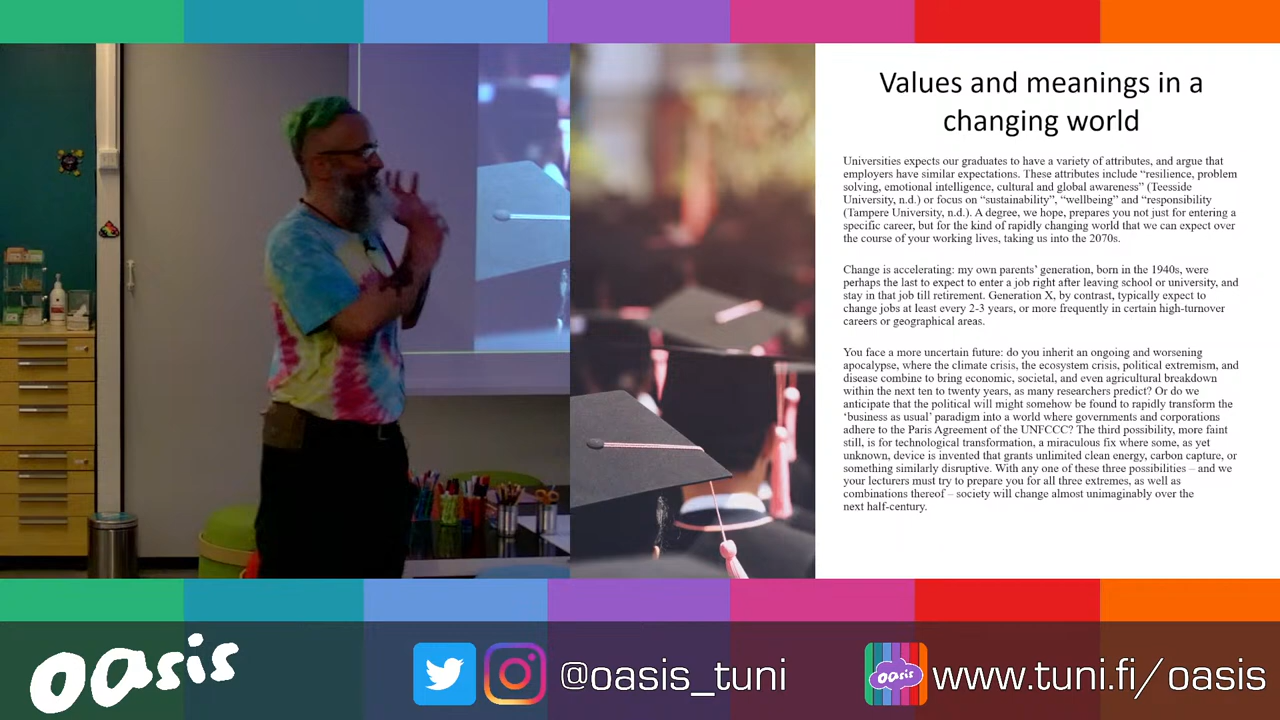 Values and meanings in a
changing world
Universities expects our graduates to have a variety of attributes, and argue that
employers have similar expectations. These attributes include “resilience, problem
solving, emotional intelligence, cultural and global awareness” (Teesside
University, n.d.) or focus on “sustainability”, “wellbeing” and “responsibility
(Tampere University, n.d.). A degree, we hope, prepares you not just for entering a
specific career, but for the kind of rapidly changing world that we can expect over
the course of your working lives, taking us into the 2070s.
Change is accelerating: my own parents’ generation, born in the 1940s, were
perhaps the last to expect to enter a job right after leaving school or university, and
stay in that job till retirement. Generation X, by contrast, typically expect to
change jobs at least every 2-3 years, or more frequently in certain high-turnover
careers or geographical areas.
You face a more uncertain future: do you inherit an ongoing and worsening
apocalypse, where the climate crisis, the ecosystem crisis, political extremism, and
disease combine to bring economic, societal, and even agricultural breakdown
within the next ten to twenty years, as many researchers predict? Or do we
anticipate that the political will might somehow be found to rapidly transform the
‘business as usual’ paradigm into a world where governments and corporations
adhere to the Paris Agreement of the UNFCCC? The third possibility, more faint
still, is for technological transformation, a miraculous fix where some, as yet
unknown, device is invented that grants unlimited clean energy, carbon capture, or
something similarly disruptive. With any one of these three possibilities – and we
your lecturers must try to prepare you for all three extremes, as well as
combinations thereof – society will change almost unimaginably over the
next half-century.
oasis
@oasis_tuni
oasis
www.tuni.fi/oasis